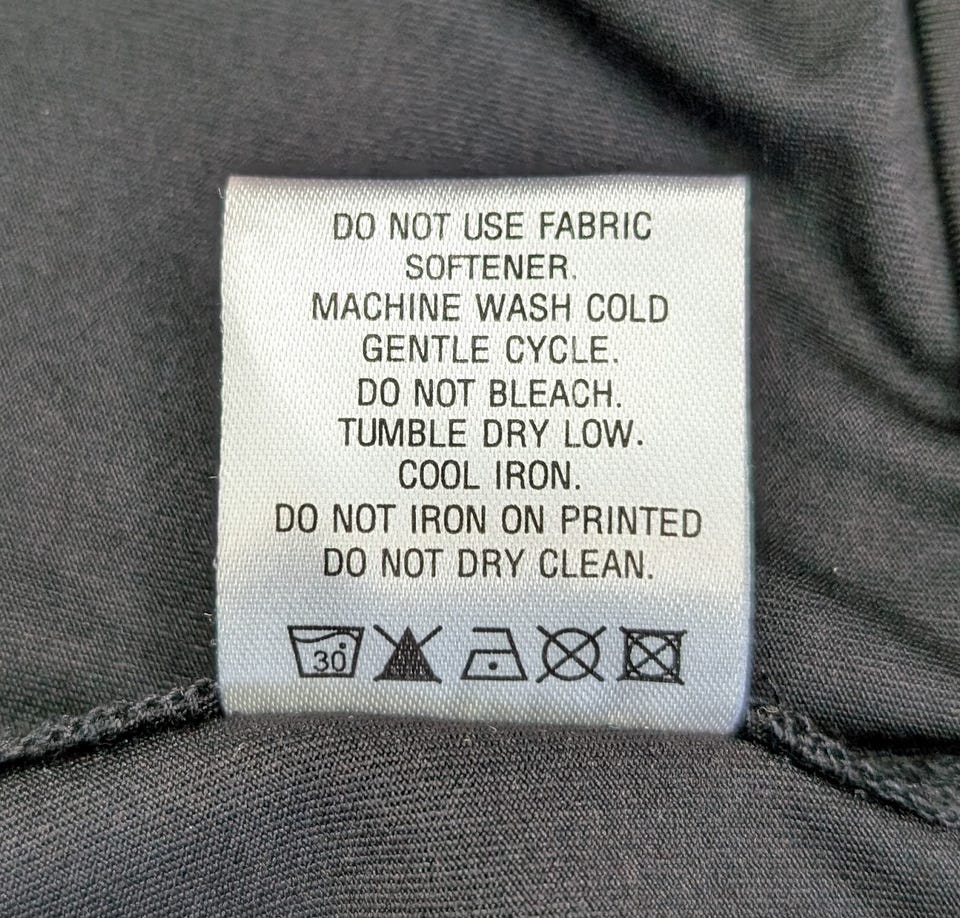 DO NOT USE FABRIC
SOFTENER.
MACHINE WASH COLD
GENTLE CYCLE.
DO NOT BLEACH.
TUMBLE DRY LOW.
COOL IRON.
DO NOT IRON ON PRINTED
DO NOT DRY CLEAN.
30